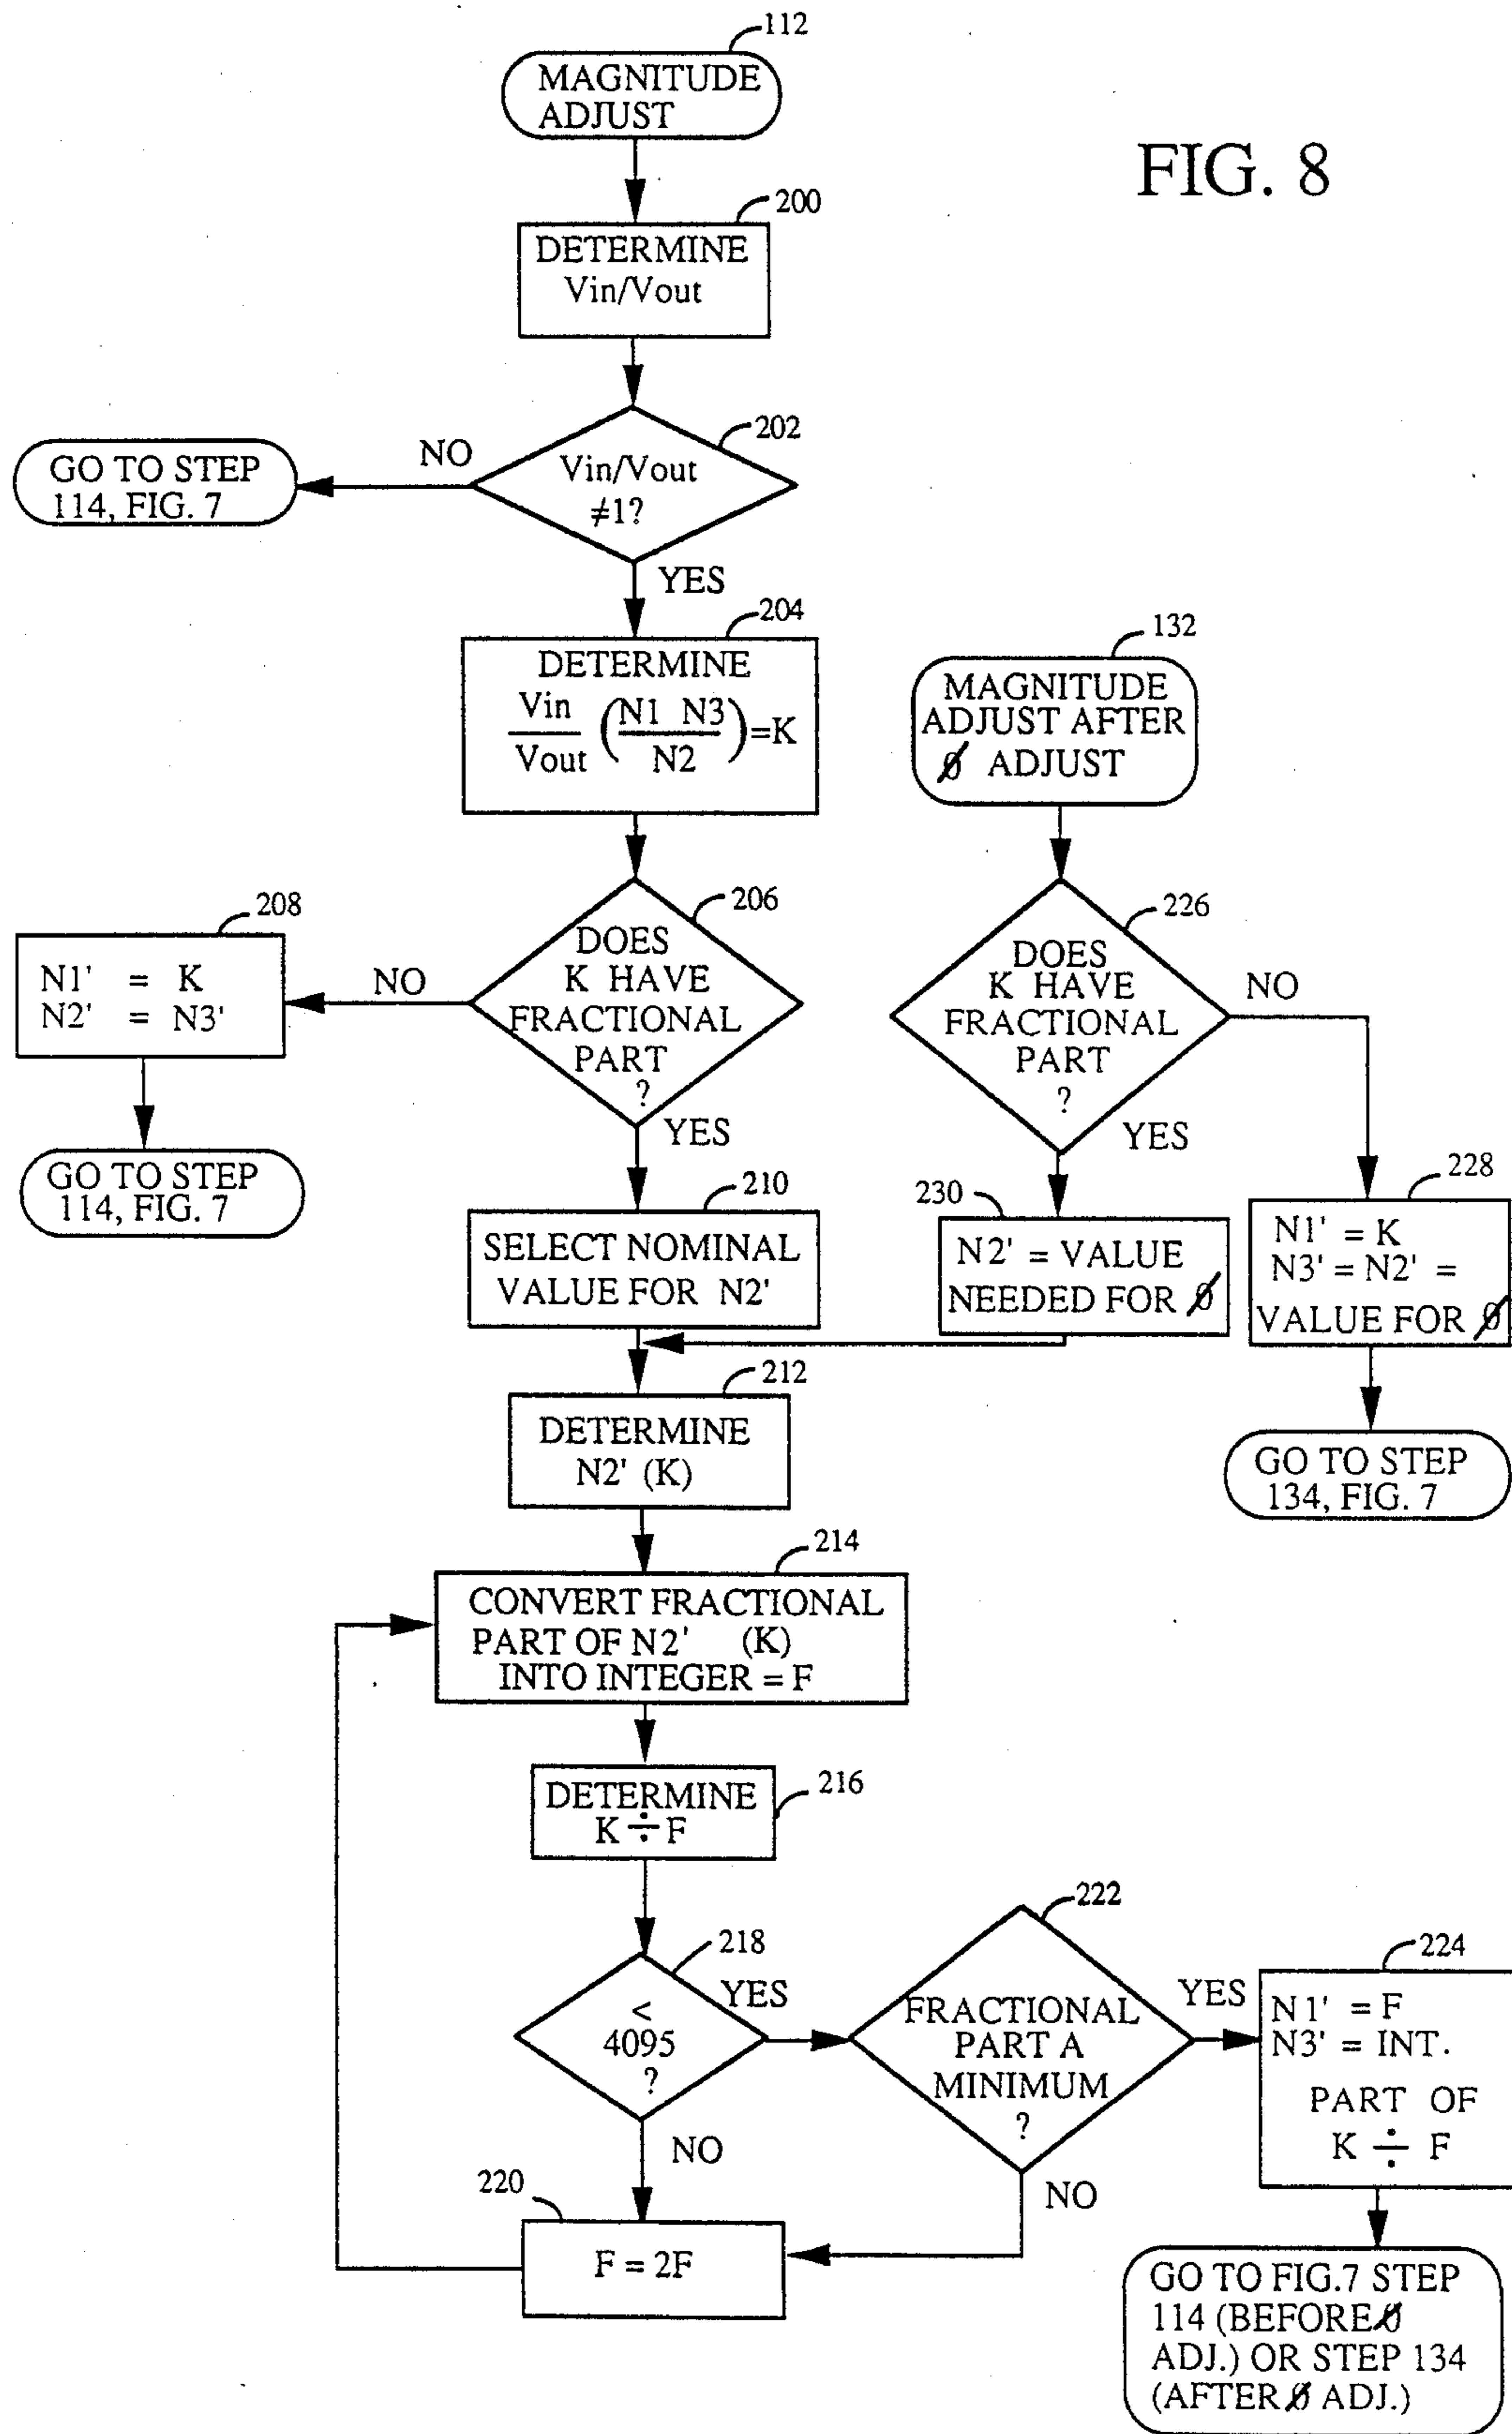 112
MAGNITUDE
ADJUST
FIG. 8
200
DETERMINE
Vin/Vout
202
Vin/Vout
≠1?
NO
GO TO STEP
114, FIG. 7
YES
204
DETERMINE
Vin
Vout
(N1 N3
N2
)=K
132
MAGNITUDE
ADJUST AFTER
Ø ADJUST
206
DOES
K HAVE
FRACTIONAL
PART
?
NO
208
N1' = K
N2' = N3'
GO TO STEP
114, FIG. 7
YES
226
DOES
K HAVE
FRACTIONAL
PART
?
NO
YES
210
SELECT NOMINAL
VALUE FOR N2'
230
N2' = VALUE
NEEDED FOR Ø
228
N1' = K
N3' = N2' =
VALUE FOR Ø
GO TO STEP
134, FIG. 7
212
DETERMINE
N2' (K)
214
CONVERT FRACTIONAL
PART OF N2' (K)
INTO INTEGER = F
216
DETERMINE
K ÷ F
218
<
4095
?
YES
NO
222
FRACTIONAL
PART A
MINIMUM
?
YES
NO
224
N1' = F
N3' = INT.
PART OF
K ÷ F
220
F = 2F
GO TO FIG.7 STEP
114 (BEFORE Ø
ADJ.) OR STEP 134
(AFTER Ø ADJ.)